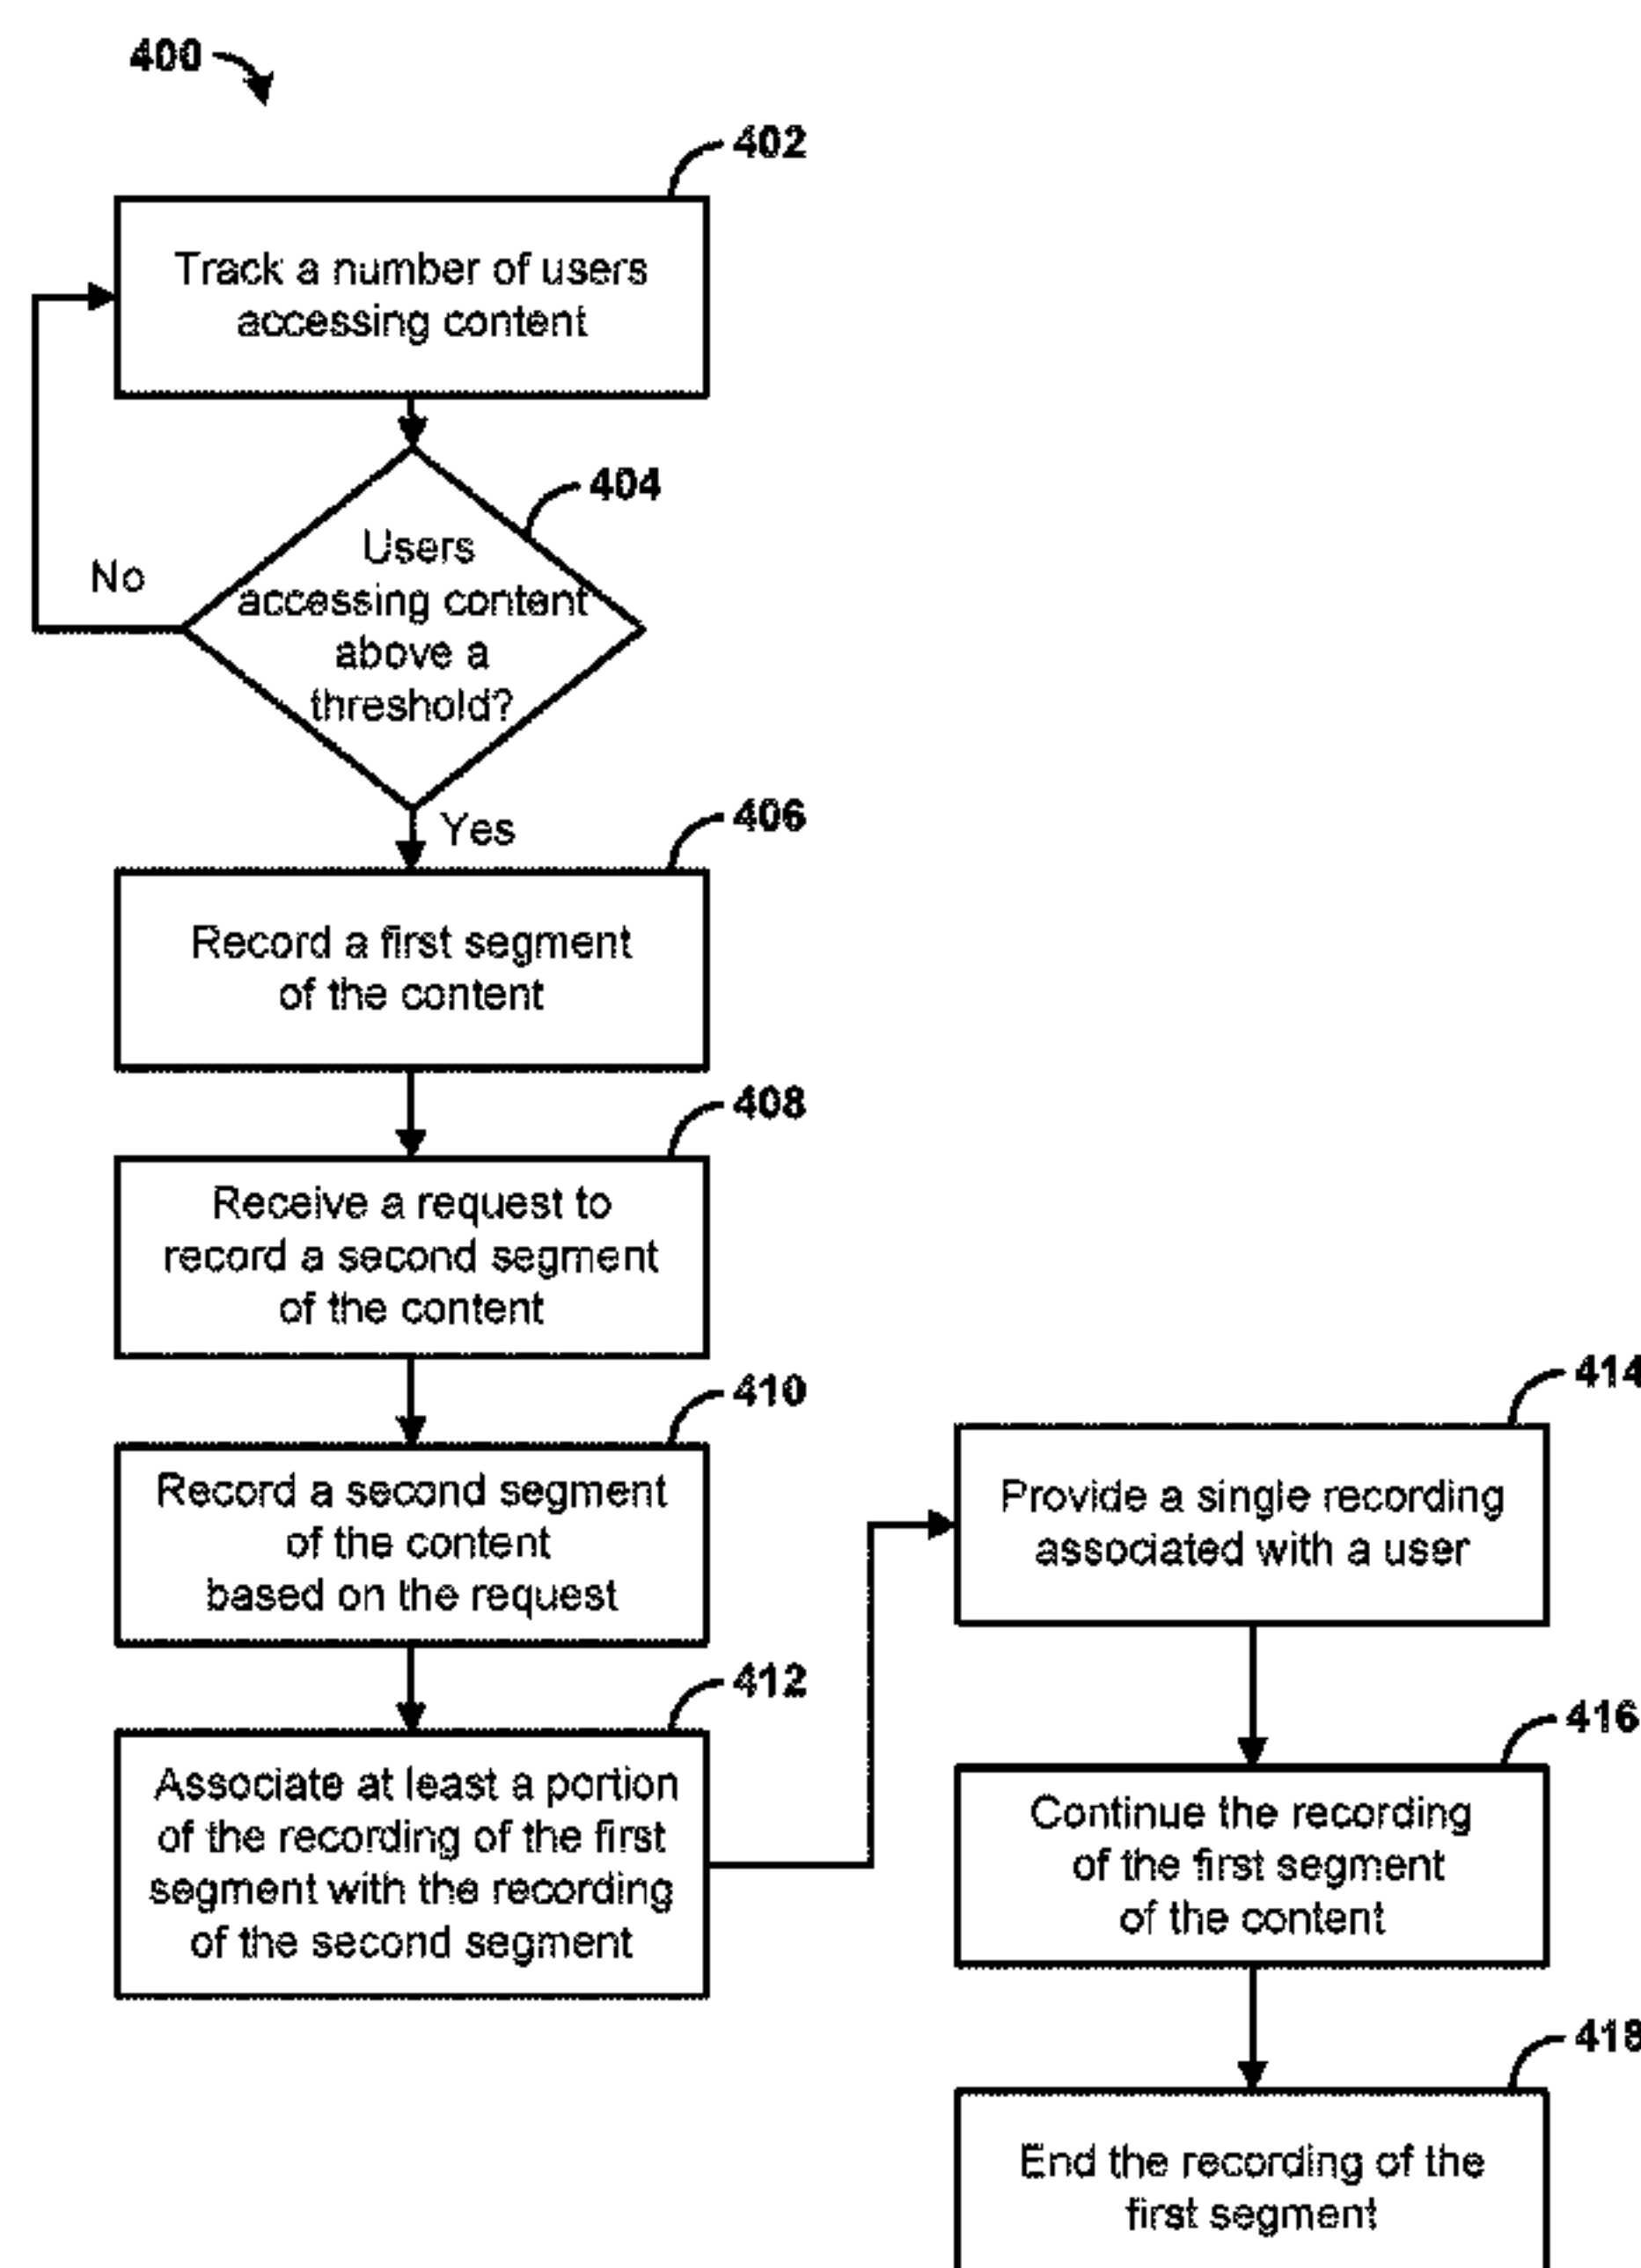 400
402
Track a number of users
accessing content
404
Users
accessing content
above a
threshold?
No
Yes
406
Record a first segment
of the content
408
Receive a request to
record a second segment
of the content
410
Record a second segment
of the content
based on the request
412
Associate at least a portion
of the recording of the first
segment with the recording
of the second segment
414
Provide a single recording
associated with a user
416
Continue the recording
of the first segment
of the content
418
End the recording of the
first segment